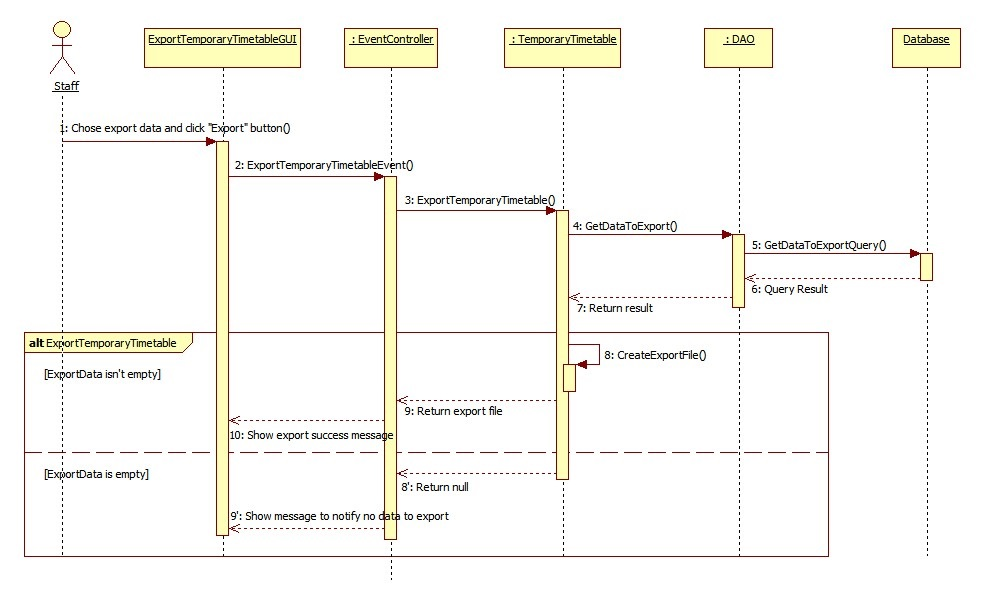 ExportTemporaryTimetableGUI
: EventController
: TemporaryTimetable
: DAO
Database
Staff
1: Chose export data and click "Export" button()
2: ExportTemporaryTimetableEvent()
3: ExportTemporaryTimetable()
4: GetDataToExport()
5: GetDataToExportQuery()
6: Query Result
7: Return result
alt ExportTemporaryTimetable
8: CreateExportFile()
[ExportData isn't empty]
9: Return export file
10: Show export success message
[ExportData is empty]
8': Return null
9': Show message to notify no data to export